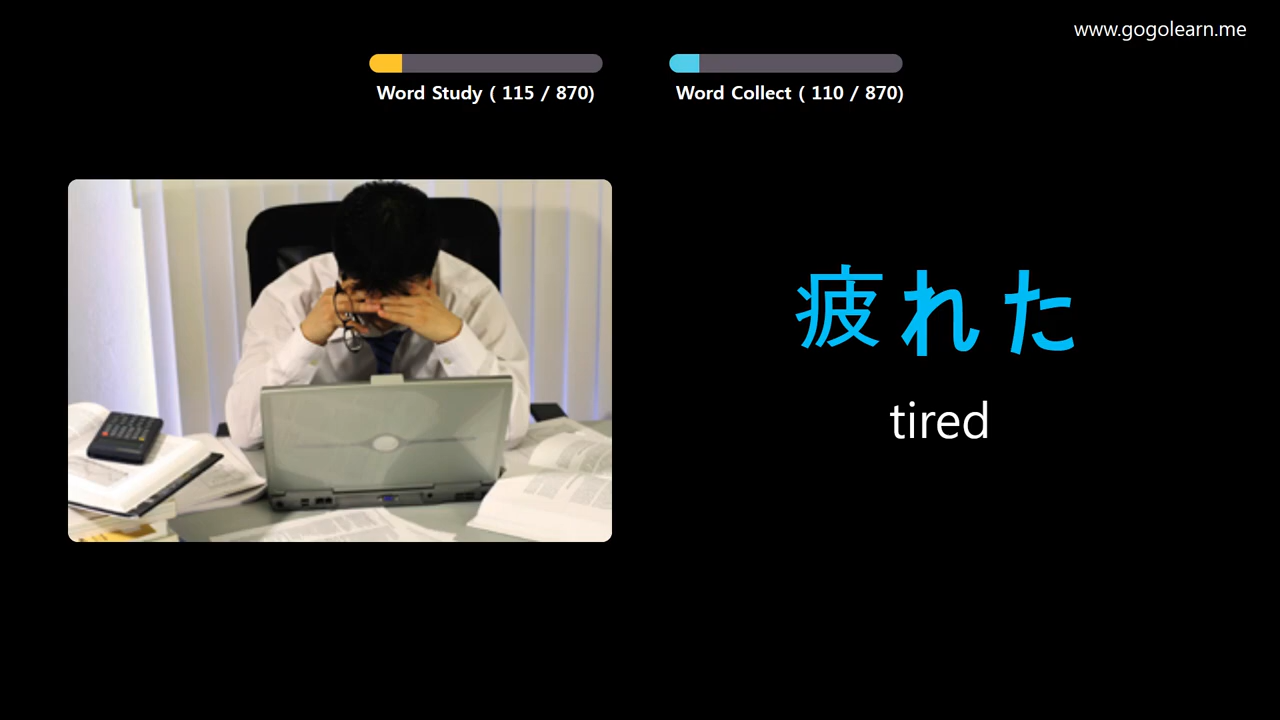 www.gogolearn.me
Word Study ( 115 / 870)
Word Collect ( 110 / 870)
疲れた
tired